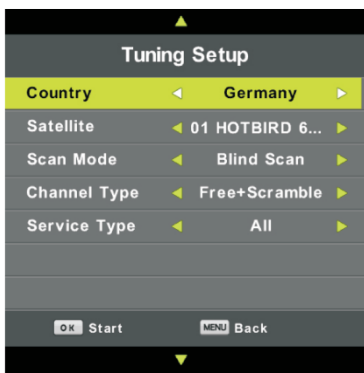 Tuning Setup
Country Germany
Satellite 01 HOTBIRD 6...
Scan Mode Blind Scan
Channel Type Free+Scramble
Service Type All
OK Start MENU Back